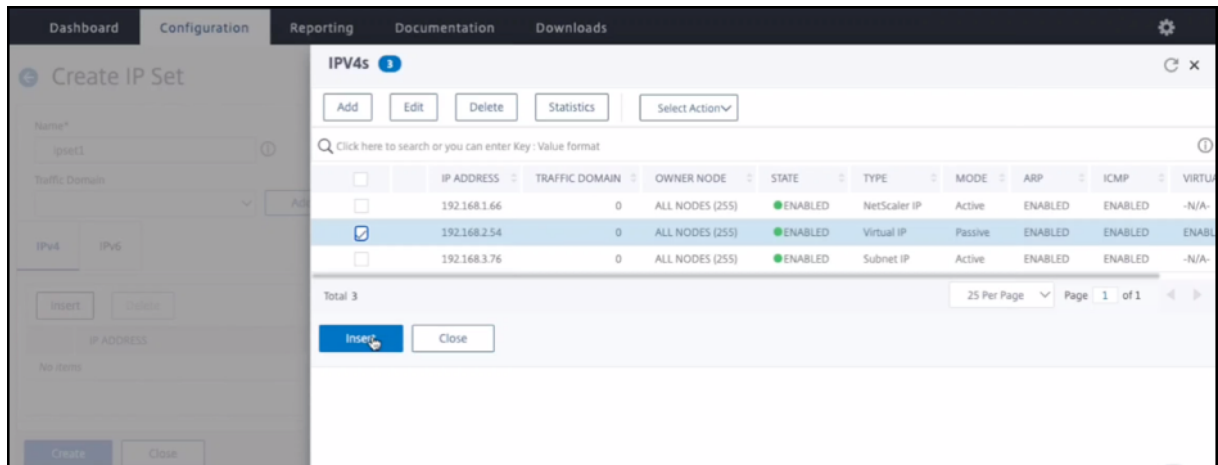 Dashboard Configuration Reporting Documentation Downloads
Create IP Set
Name*
ipset1
Traffic Domain
Add
IPv4 IPv6
Insert Delete
IP ADDRESS
No items
Create Close
IPV4s 3
Add Edit Delete Statistics Select Action
Click here to search or you can enter Key : Value format
IP ADDRESS TRAFFIC DOMAIN OWNER NODE STATE TYPE MODE ARP ICMP VIRTUA
192.168.1.66 0 ALL NODES (255) ENABLED NetScaler IP Active ENABLED ENABLED -N/A-
192.168.2.54 0 ALL NODES (255) ENABLED Virtual IP Passive ENABLED ENABLED ENABL
192.168.3.76 0 ALL NODES (255) ENABLED Subnet IP Active ENABLED ENABLED -N/A-
Total 3
25 Per Page Page 1 of 1
Insert Close